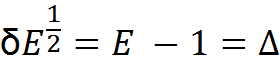 δE^{1/2} = E − 1 = Δ